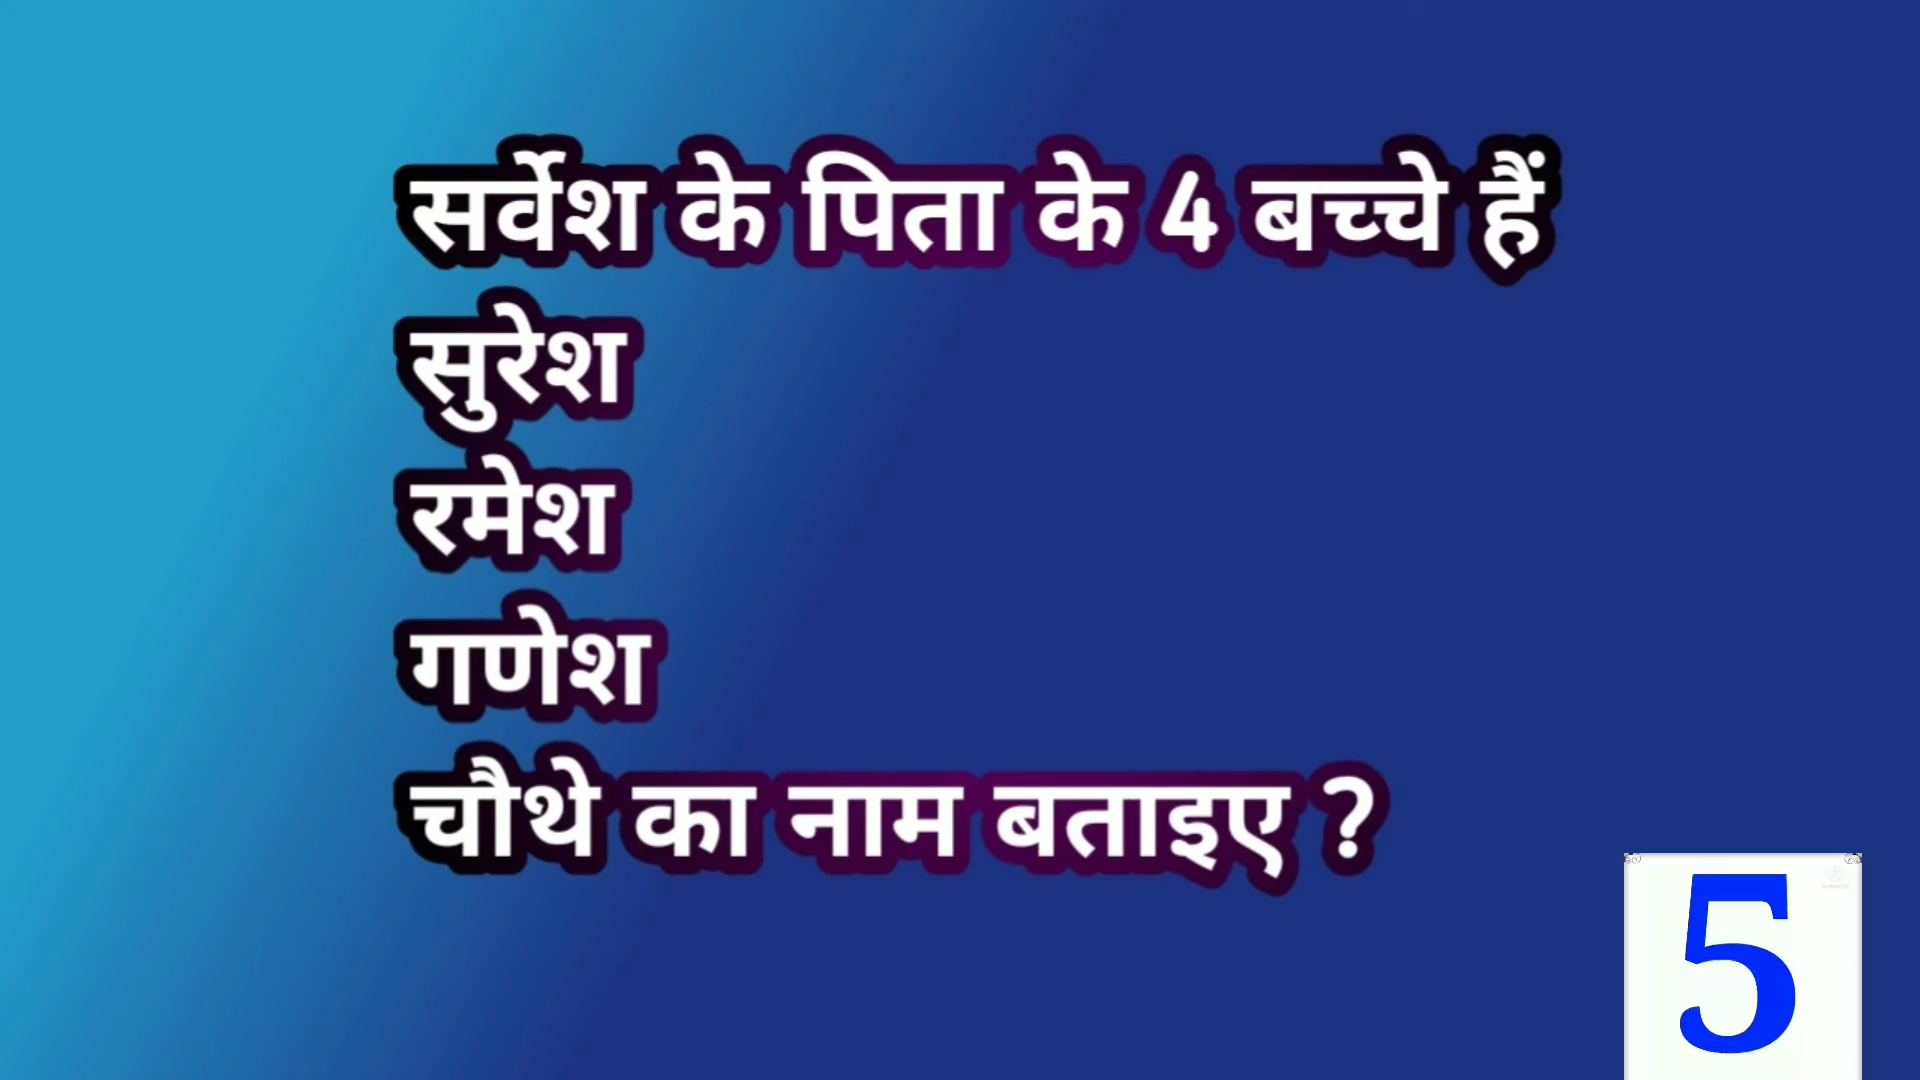 सर्वेश के पिता के 4 बच्चे हैं
सुरेश
रमेश
गणेश
चौथे का नाम बताइए ?
5